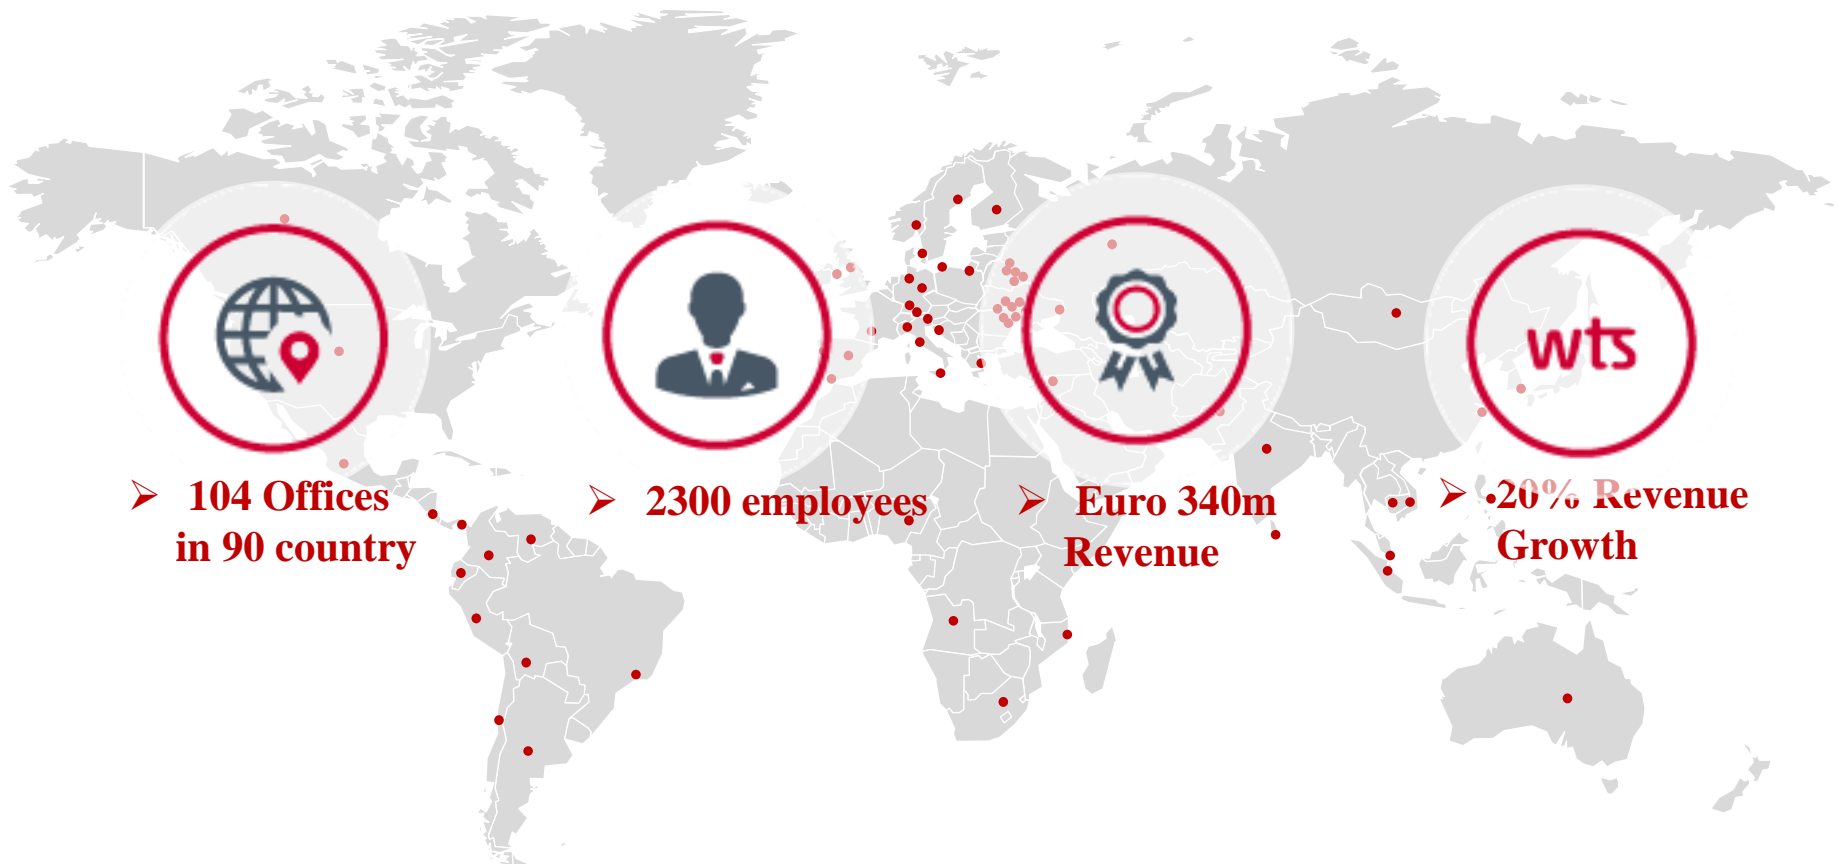 wts
➢ 104 Offices
in 90 country
➢ 2300 employees
➢ Euro 340m
Revenue
➢ 20% Revenue
Growth